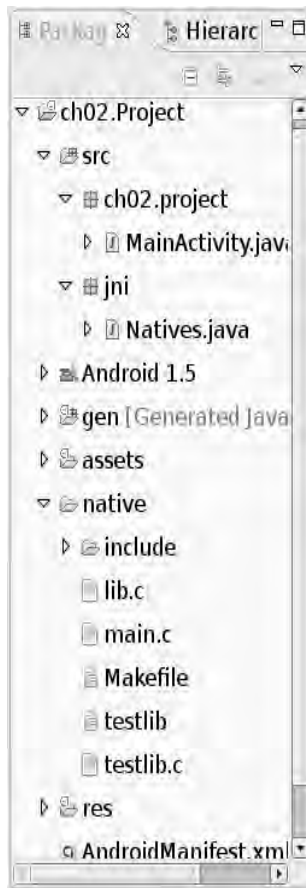 Packag Hierarc
ch02.Project
src
ch02.project
MainActivity.java
jni
Natives.java
Android 1.5
gen [Generated Java
assets
native
include
lib.c
main.c
Makefile
testlib
testlib.c
res
AndroidManifest.xml